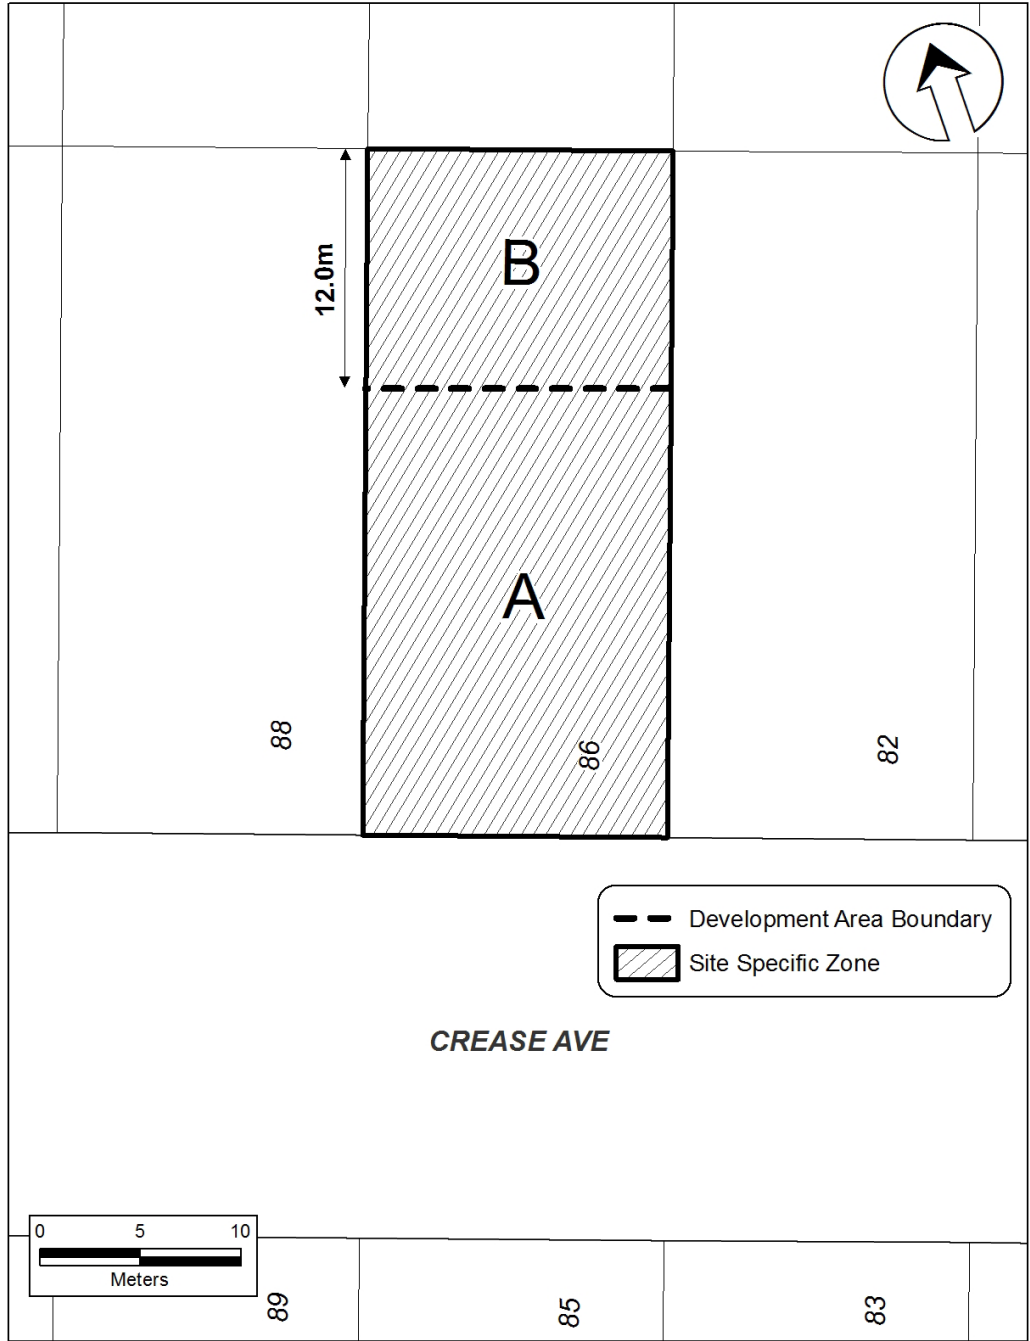 B
12.0m
A
88
86
82
Development Area Boundary
Site Specific Zone
CREASE AVE
0 5 10
Meters
89
85
83